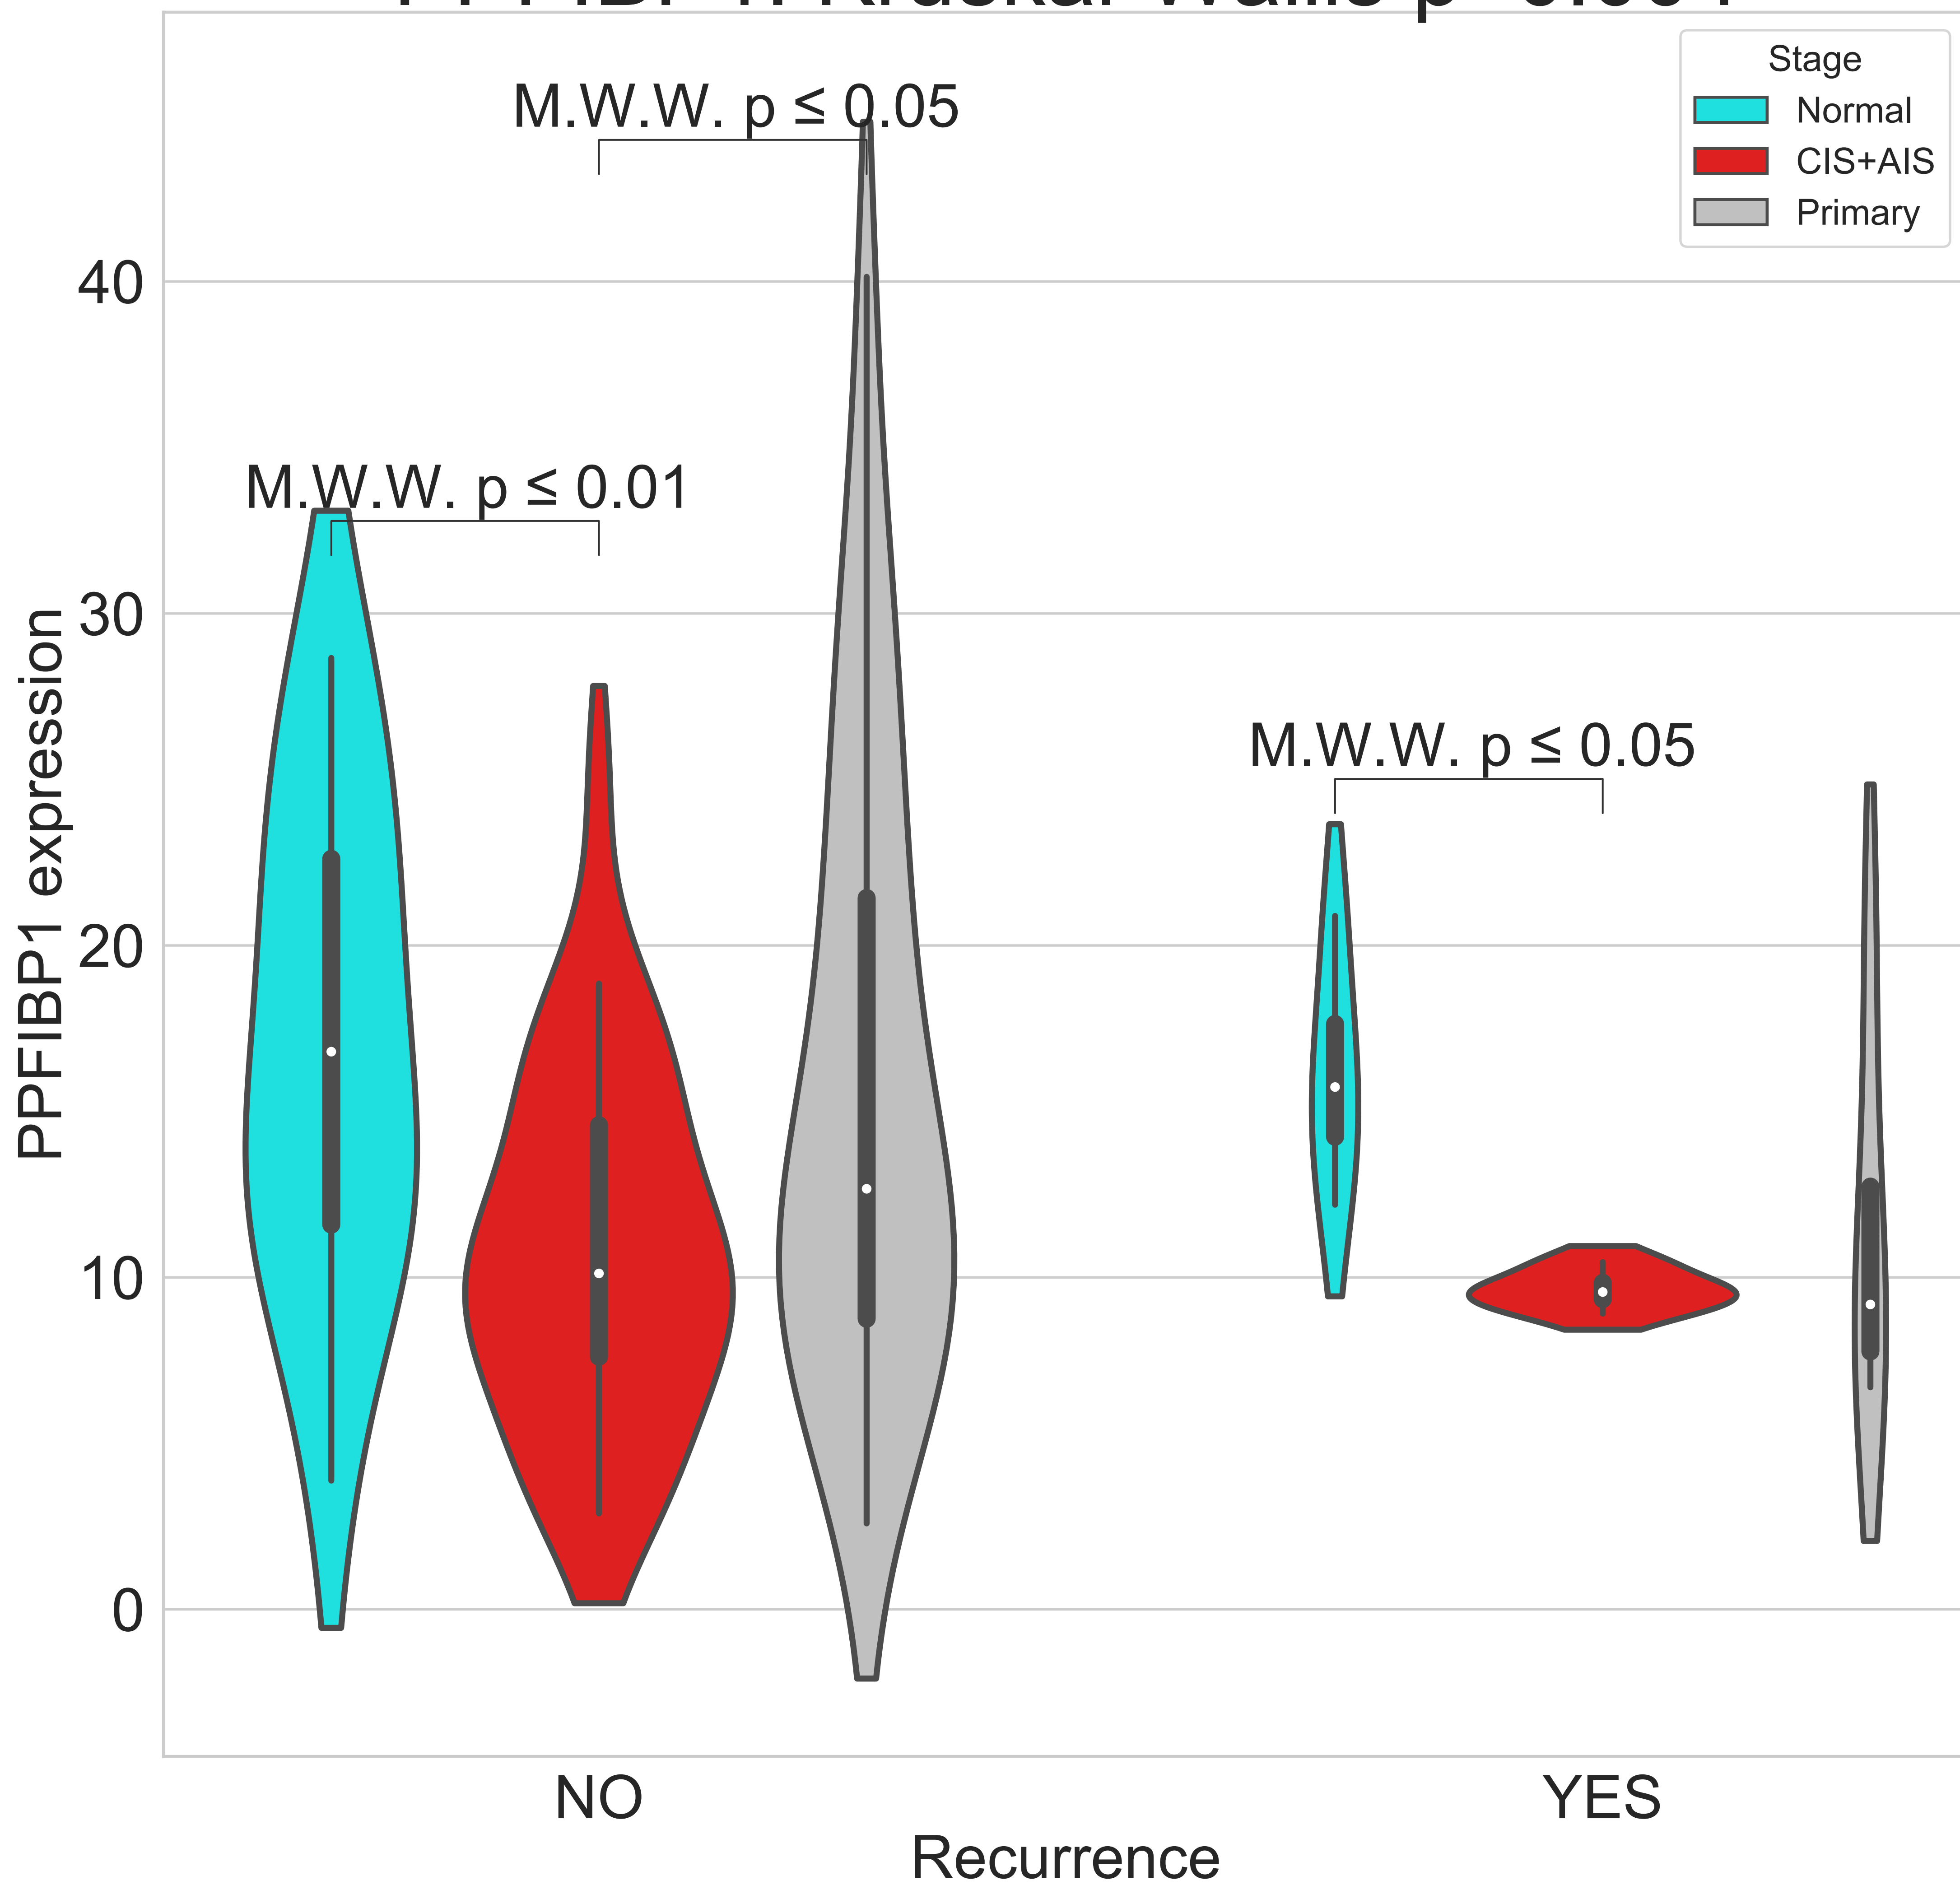 Stage
Normal
CIS+AIS
Primary
M.W.W. p ≤ 0.05
M.W.W. p ≤ 0.01
M.W.W. p ≤ 0.05
40
30
20
10
0
PPFIBP1 expression
NO
YES
Recurrence